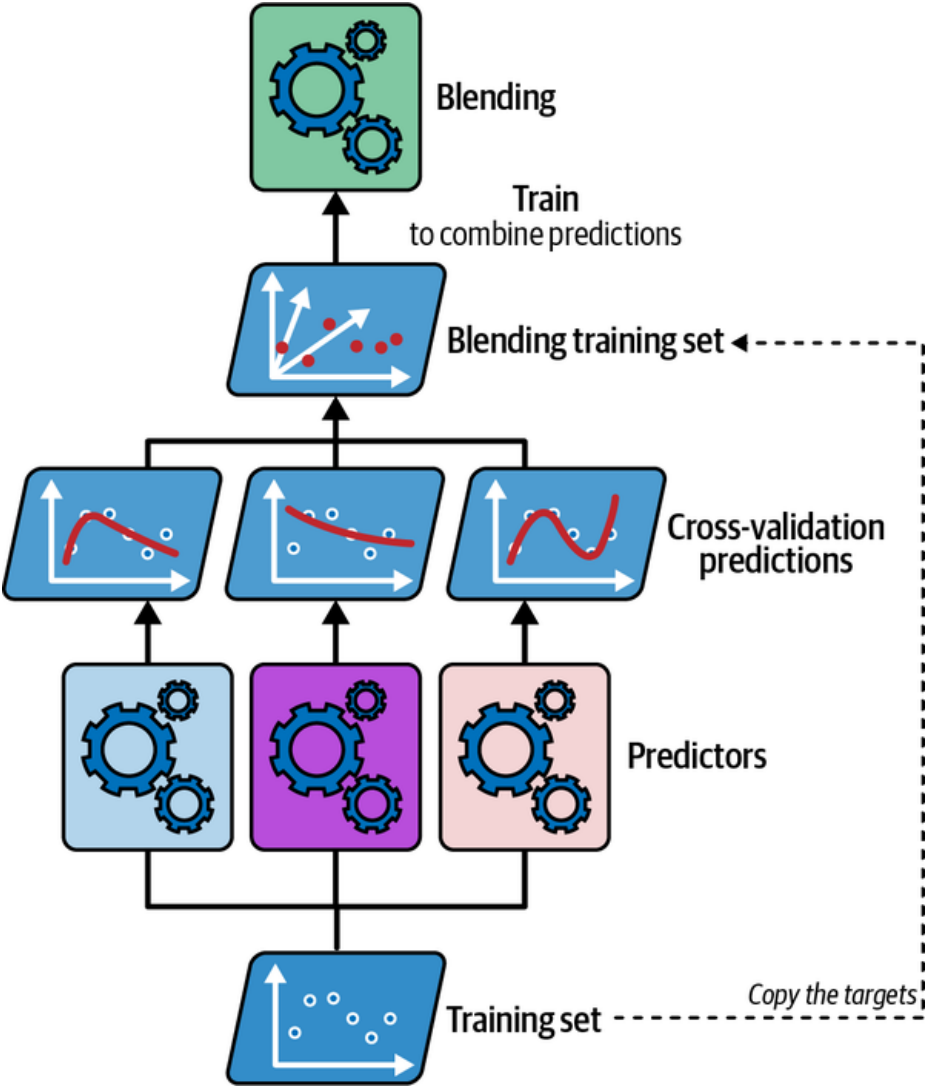 Blending
Train
to combine predictions
Blending training set
Cross-validation
predictions
Predictors
Copy the targets
Training set